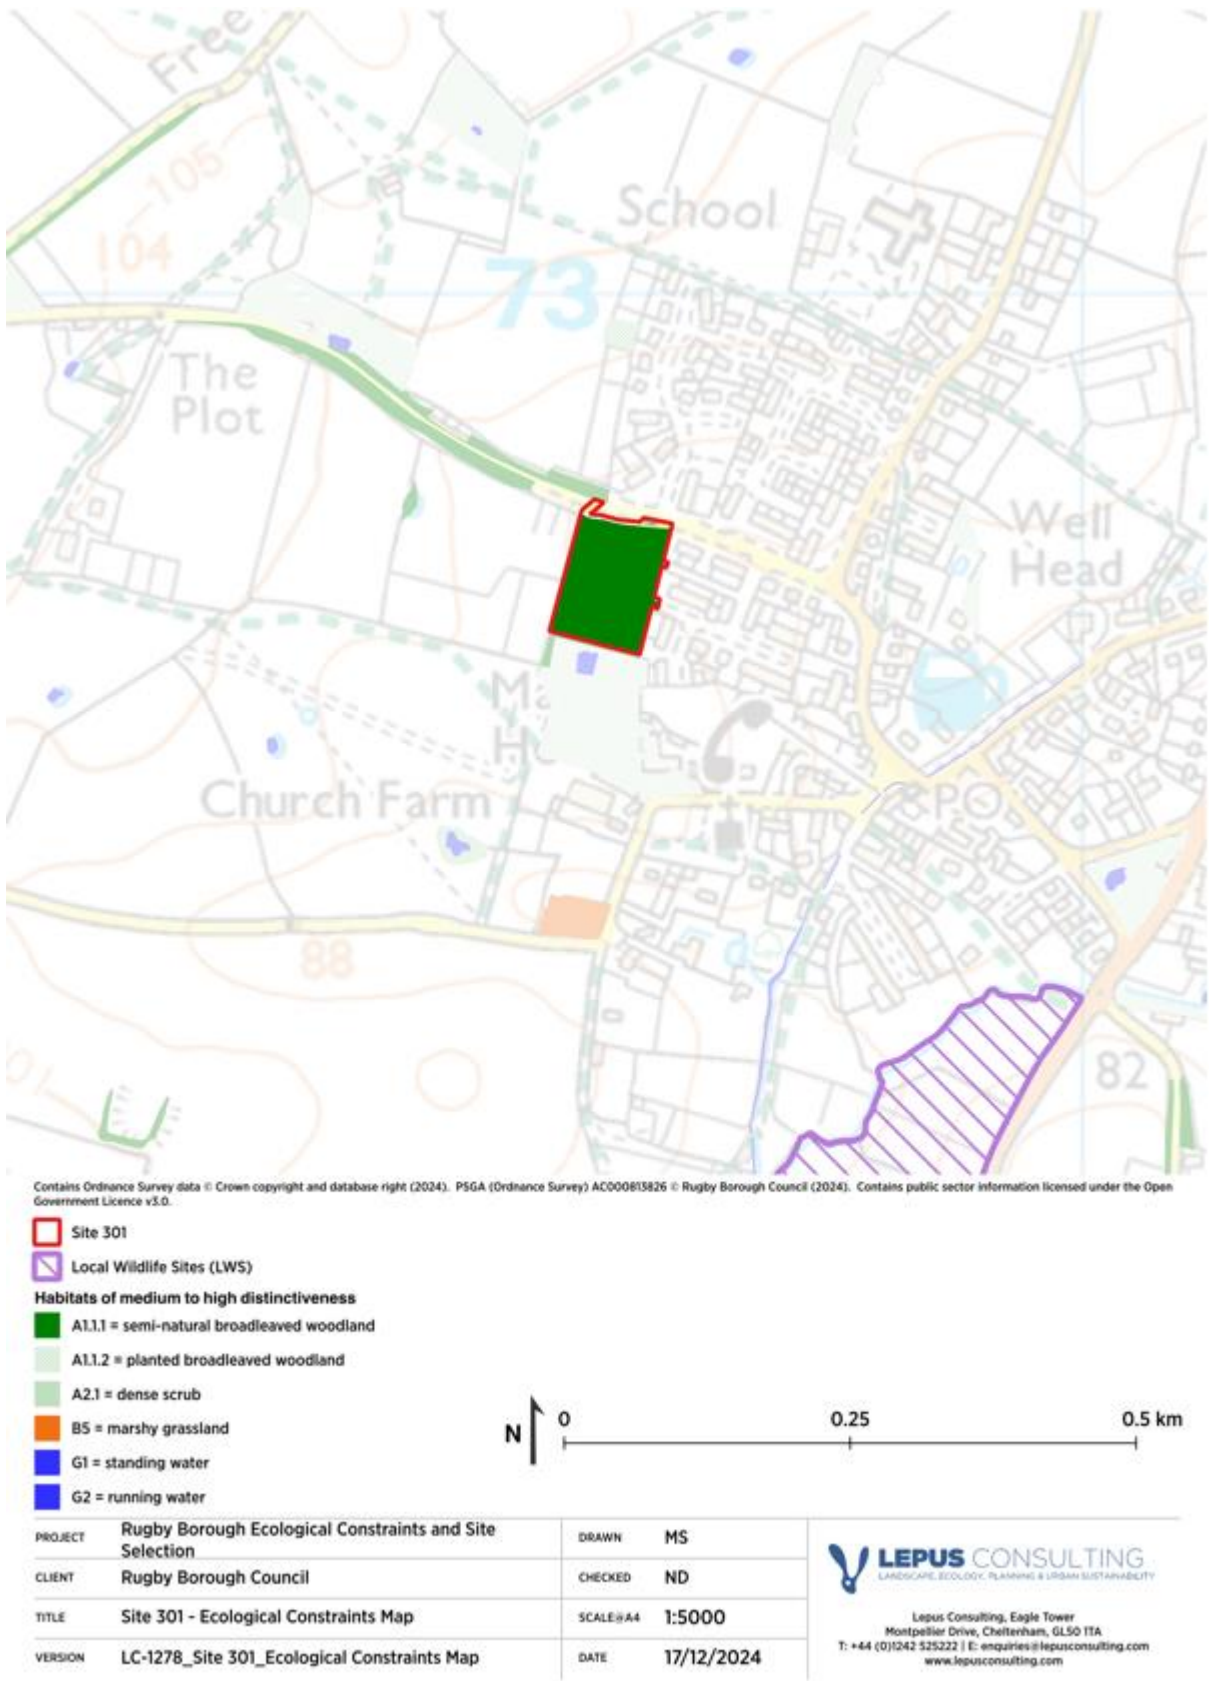 Free
105
104
School
73
The
Plot
Well
Head
Ma
H
Church Farm
PO
88
82
Contains Ordnance Survey data © Crown copyright and database right (2024). PSGA (Ordnance Survey) AC000813826 © Rugby Borough Council (2024). Contains public sector information licensed under the Open
Government Licence v3.0.
Site 301
Local Wildlife Sites (LWS)
Habitats of medium to high distinctiveness
A1.1.1 = semi-natural broadleaved woodland
A1.1.2 = planted broadleaved woodland
A2.1 = dense scrub
B5 = marshy grassland
G1 = standing water
G2 = running water
N
0 0.25 0.5 km
PROJECT Rugby Borough Ecological Constraints and Site
Selection
DRAWN MS
CLIENT Rugby Borough Council
CHECKED ND
TITLE Site 301 - Ecological Constraints Map
SCALE@A4 1:5000
VERSION LC-1278_Site 301_Ecological Constraints Map
DATE 17/12/2024
LEPUS CONSULTING
LANDSCAPE, ECOLOGY, PLANNING & URBAN SUSTAINABILITY
Lepus Consulting, Eagle Tower
Montpellier Drive, Cheltenham, GL50 1TA
T: +44 (0)1242 525222 | E: enquiries@lepusconsulting.com
www.lepusconsulting.com